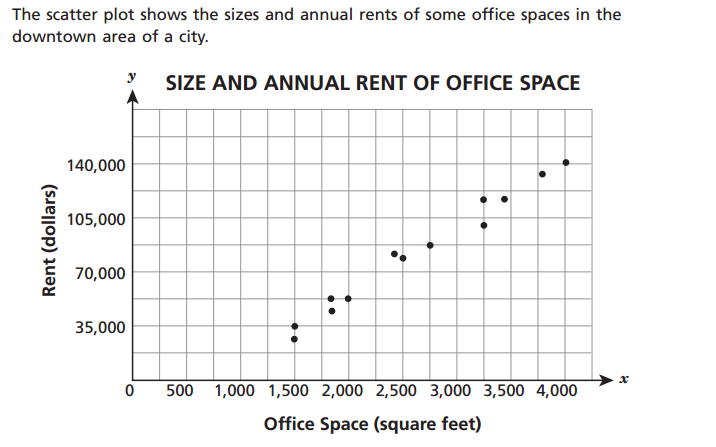 The scatter plot shows the sizes and annual rents of some office spaces in the
downtown area of a city.
y
SIZE AND ANNUAL RENT OF OFFICE SPACE
140,000
105,000
70,000
35,000
Rent (dollars)
0 500 1,000 1,500 2,000 2,500 3,000 3,500 4,000
x
Office Space (square feet)